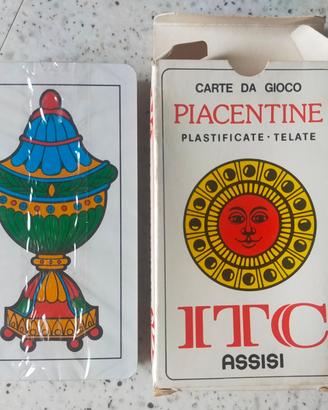 CARTE DA GIOCO
PIACENTINE
PLASTIFICATE · TELATE
ITC
ASSISI